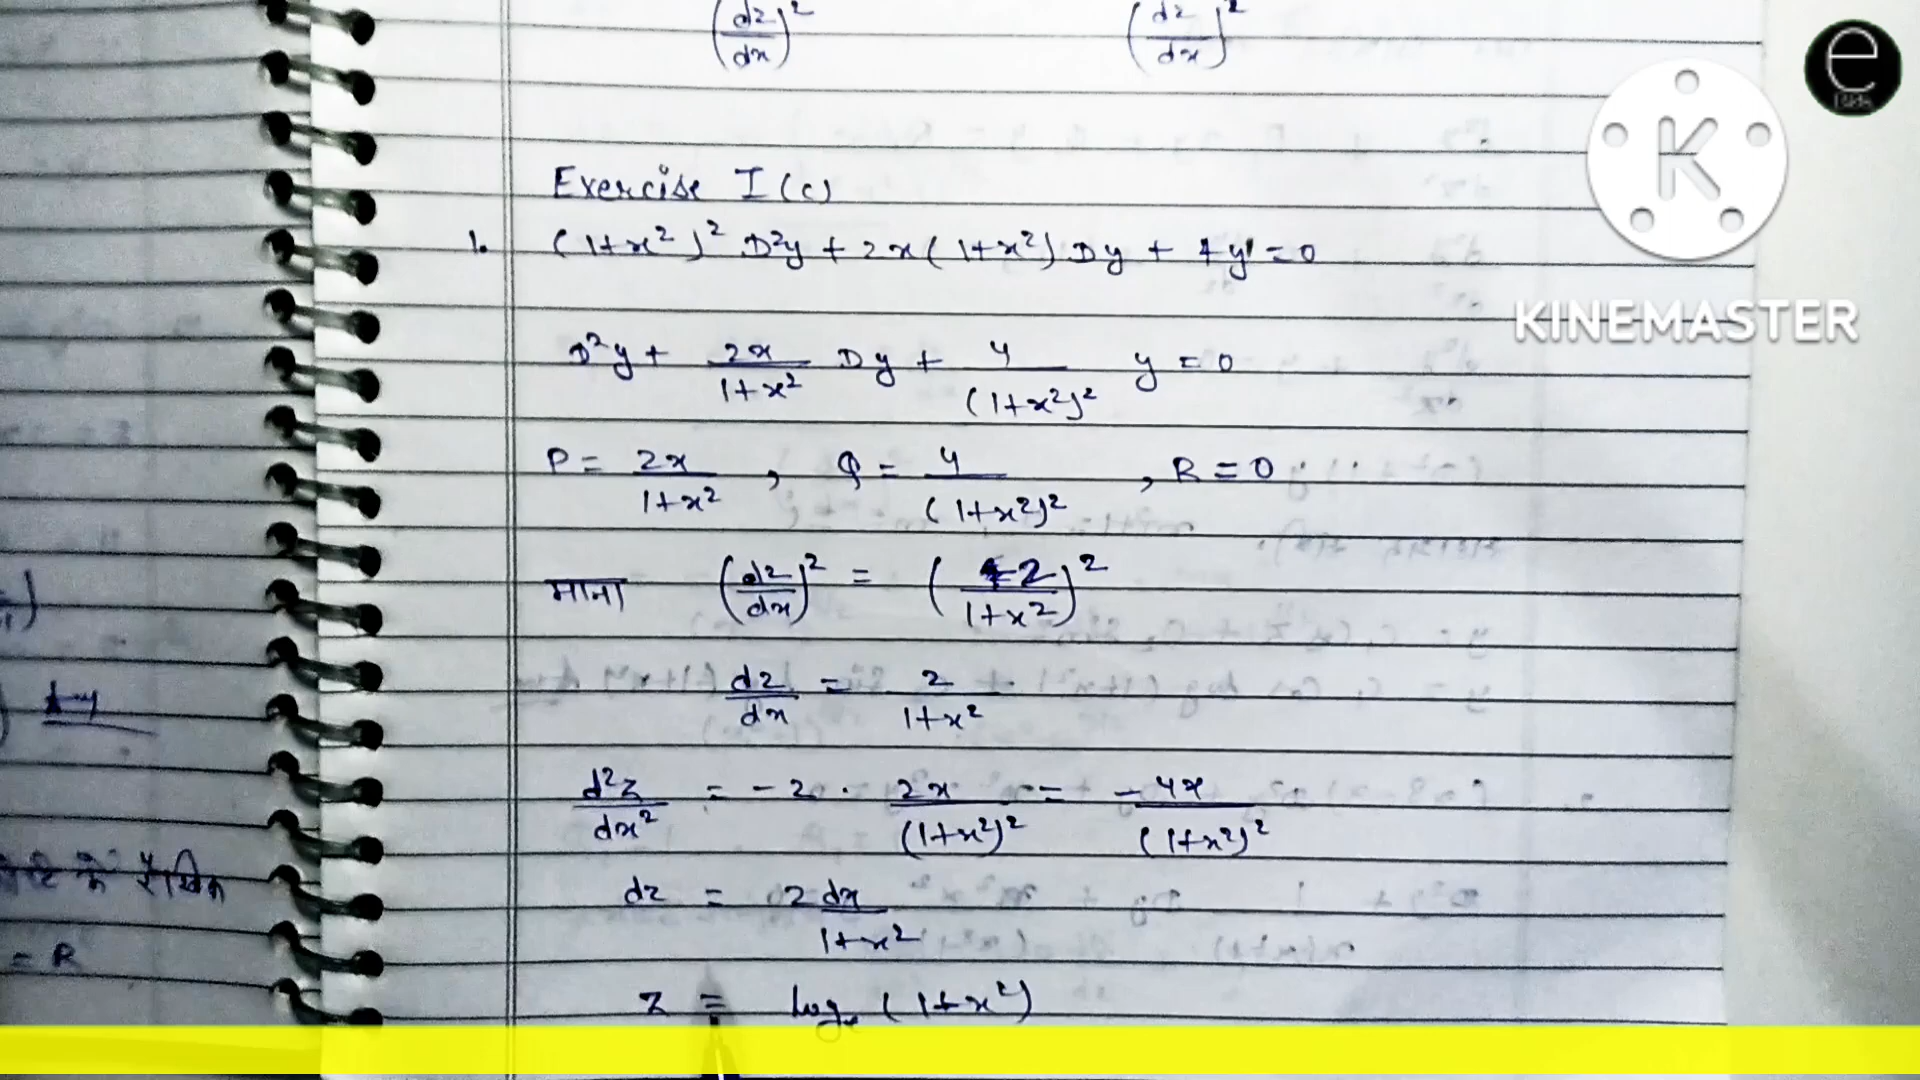 (dz/dx)² (dz/dx)²
e
KINEMASTER
Exercise I (c)
1. (1+x²)² D²y + 2x(1+x²) Dy + 4y = 0
D²y + 2x/(1+x²) Dy + 4/(1+x²)² y = 0
P = 2x/(1+x²) , Q = 4/(1+x²)² , R = 0
माना (dz/dx)² = (2/(1+x²))²
dz/dx = 2/(1+x²)
d²z/dx² = -2 · 2x/(1+x²)² = -4x/(1+x²)²
dz = 2 dx/(1+x²)
z = log (1+x²)
= R